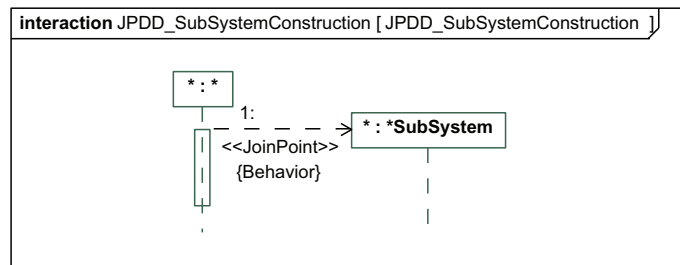 interaction JPDD_SubSystemConstruction [ JPDD_SubSystemConstruction ]
* : *
1:
* : *SubSystem
<<JoinPoint>>
{Behavior}